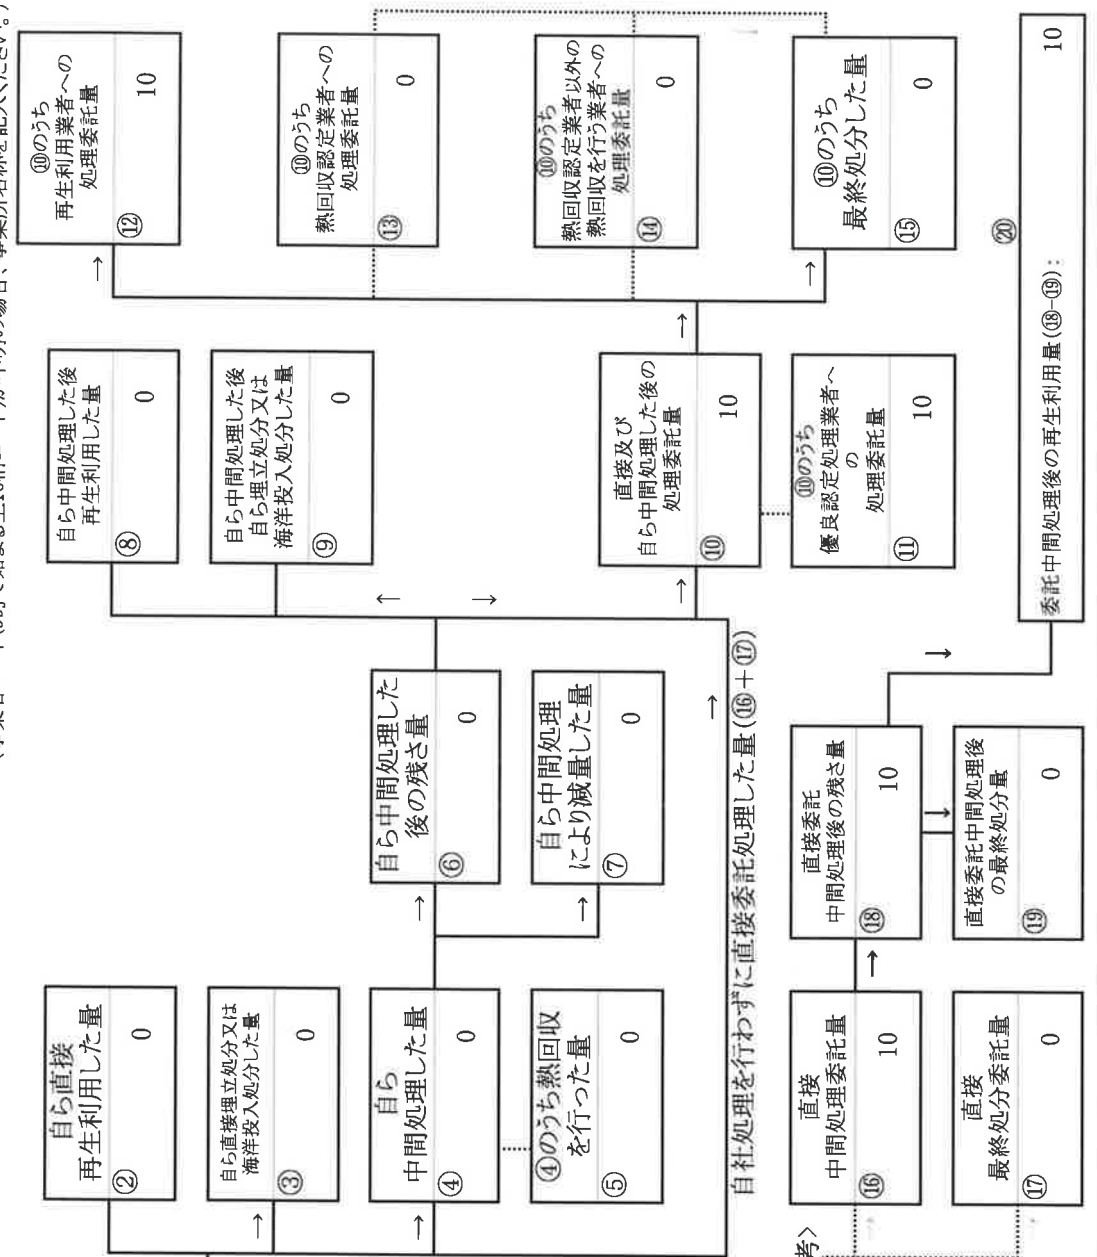 自ら直接
再生利用した量
② 0
自ら直接埋立処分又は
海洋投入処分した量
③ 0
自ら
中間処理した量
④ 0
④のうち熱回収
を行った量
⑤ 0
自ら中間処理した
後の残さ量
⑥ 0
自ら中間処理
により減量した量
⑦ 0
自ら中間処理した後
再生利用した量
⑧ 0
自ら中間処理した後
自ら埋立処分又は
海洋投入処分した量
⑨ 0
直接及び
自ら中間処理した後の
処理委託量
⑩ 10
⑩のうち
優良認定処理業者へ
の
処理委託量
⑪ 10
⑩のうち
再生利用業者への
処理委託量
⑫ 10
⑩のうち
熱回収認定業者への
処理委託量
⑬ 0
⑩のうち
熱回収認定業者以外の
熱回収を行う業者への
処理委託量
⑭ 0
⑩のうち
最終処分した量
⑮ 0
自社処理を行わずに直接委託処理した量(⑯+⑰)
考>
直接
中間処理委託量
⑯ 10
直接
最終処分委託量
⑰ 0
直接委託
中間処理後の残さ量
⑱ 10
直接委託中間処理後
の最終処分量
⑲ 0
⑳
委託中間処理後の再生利用量(⑱-⑲): 10